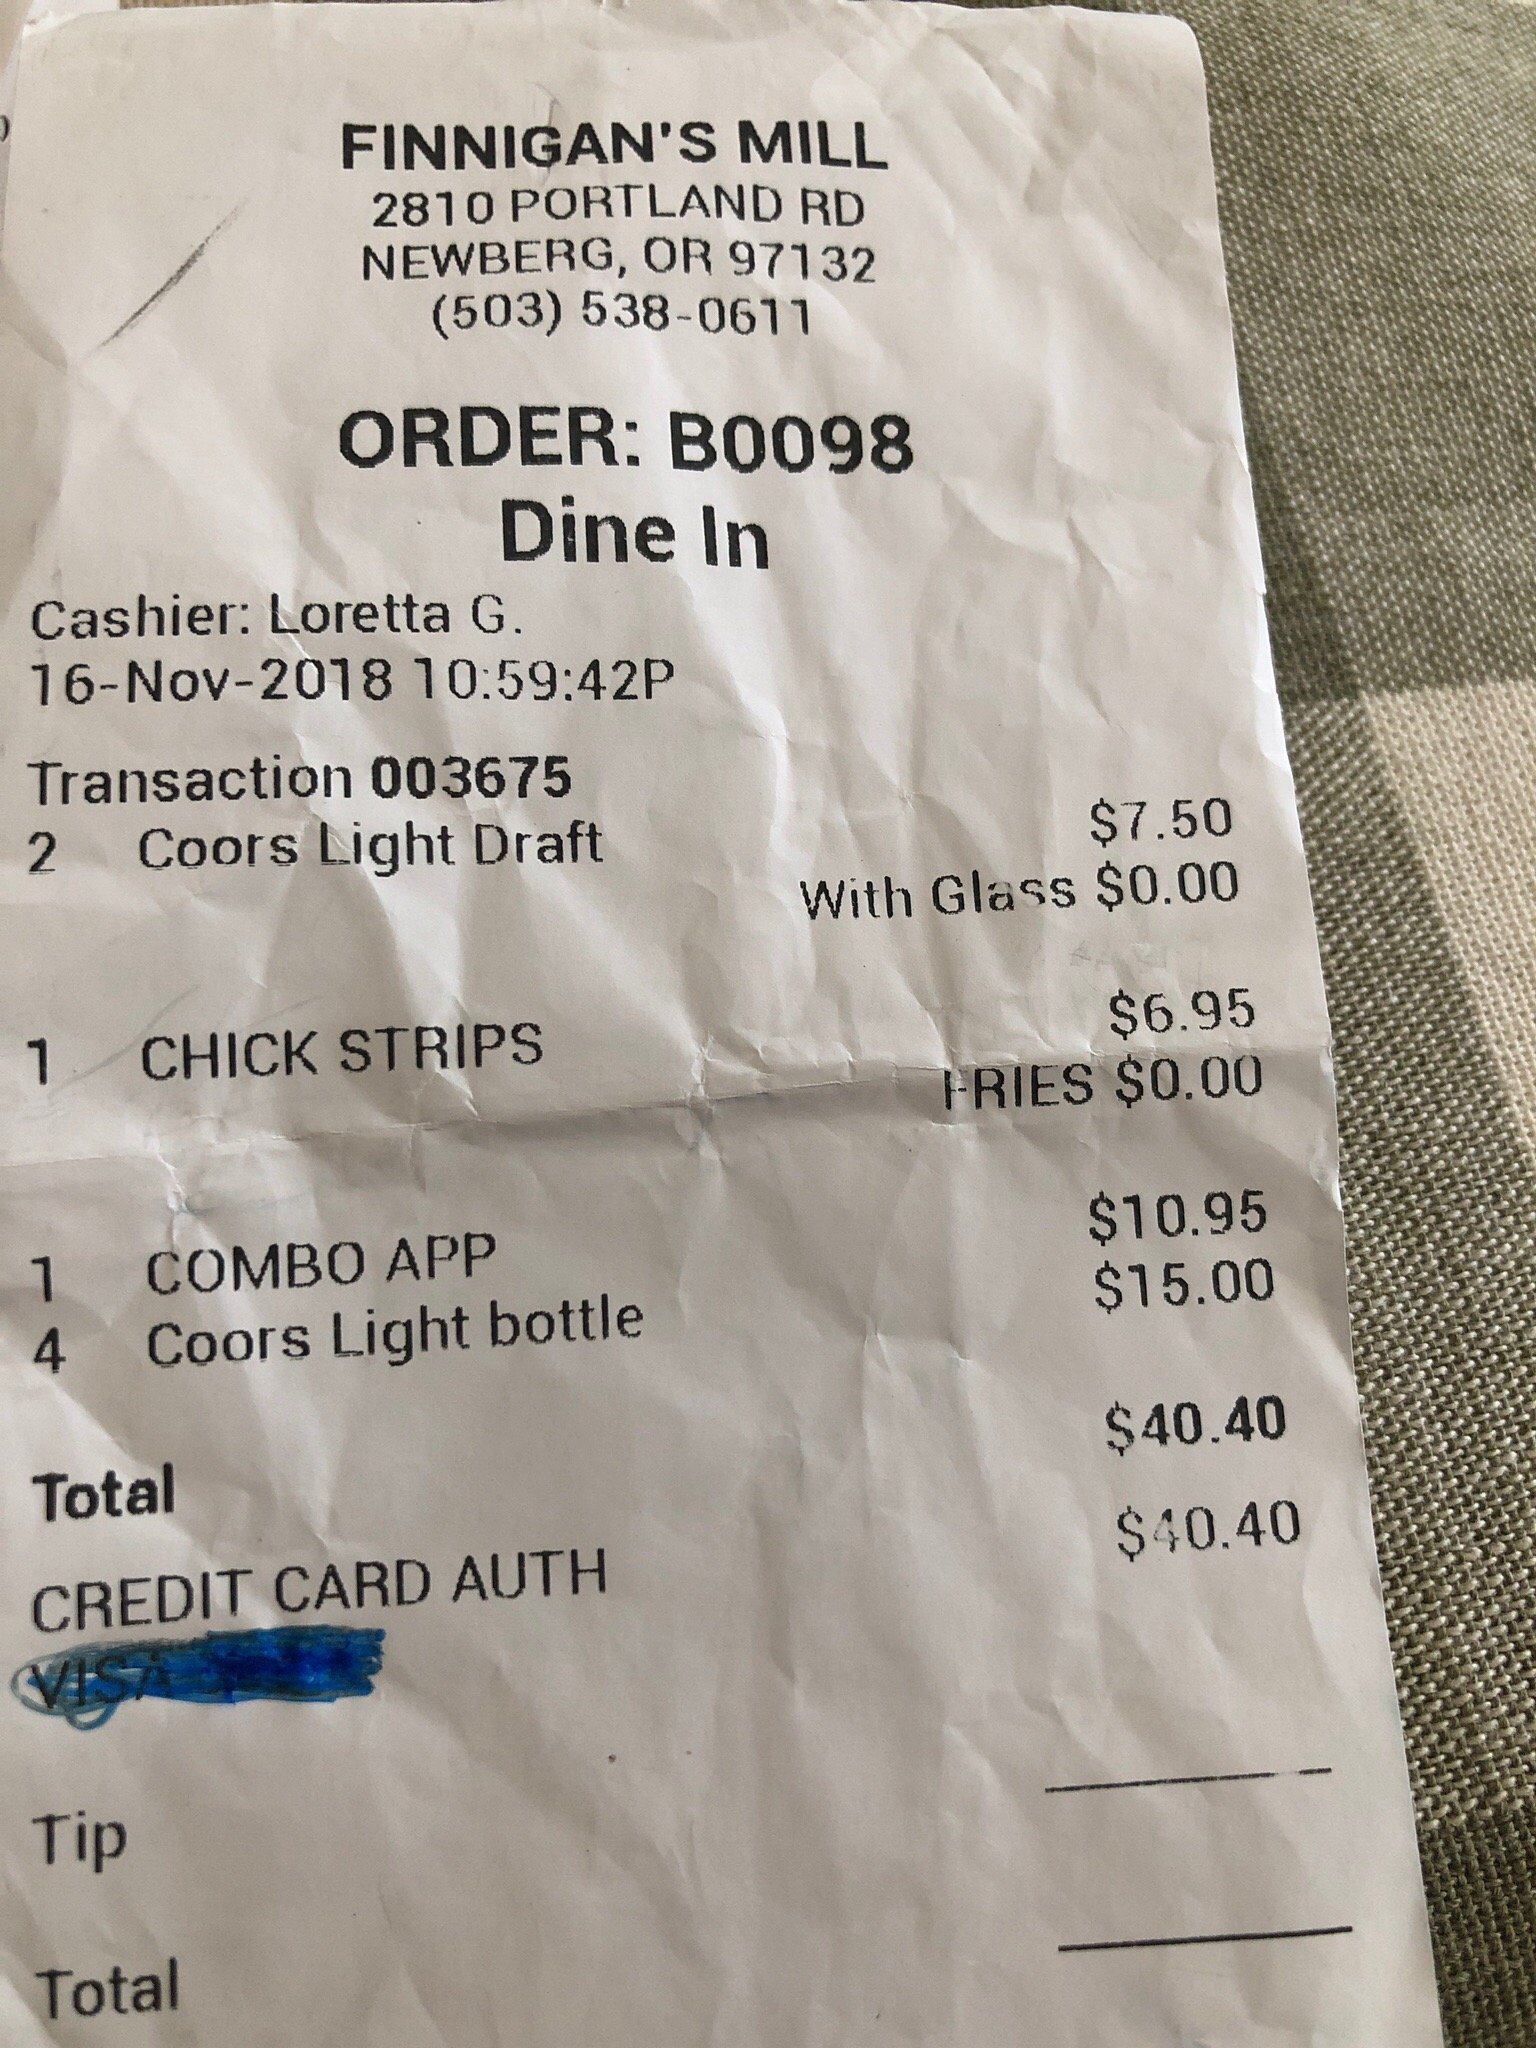 FINNIGAN'S MILL
2810 PORTLAND RD
NEWBERG, OR 97132
(503) 538-0611
ORDER: B0098
Dine In
Cashier: Loretta G.
16-Nov-2018 10:59:42P
Transaction 003675
2 Coors Light Draft $7.50
With Glass $0.00
1 CHICK STRIPS $6.95
FRIES $0.00
1 COMBO APP $10.95
4 Coors Light bottle $15.00
Total $40.40
CREDIT CARD AUTH $40.40
VISA
Tip
Total